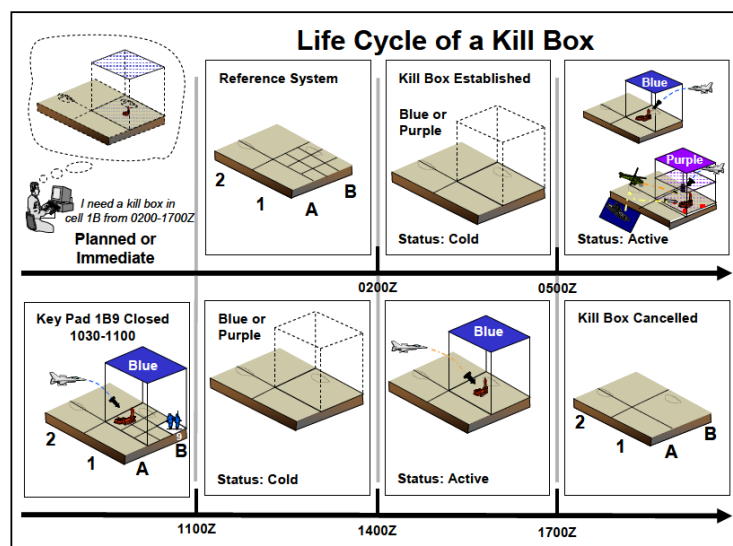 Life Cycle of a Kill Box
I need a kill box in
cell 1B from 0200-1700Z
Planned or
Immediate
Reference System
2
1
A
B
Kill Box Established
Blue or
Purple
Status: Cold
Blue
Purple
Status: Active
0200Z
0500Z
Key Pad 1B9 Closed
1030-1100
Blue
9
2
1
A
B
Blue or
Purple
Status: Cold
Blue
Status: Active
Kill Box Cancelled
2
1
A
B
1100Z
1400Z
1700Z